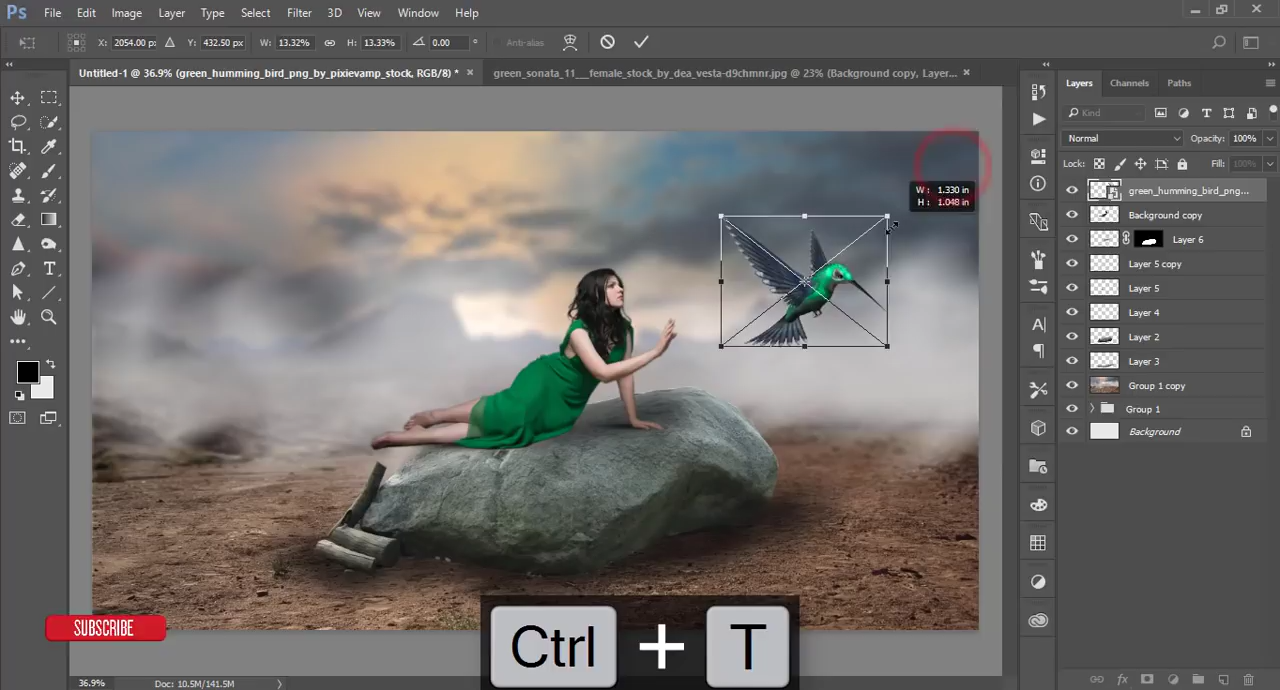 Ps File Edit Image Layer Type Select Filter 3D View Window Help
X: 2054.00 px Y: 432.50 px W: 13.32% H: 13.33% 0.00 ° Anti-alias
Untitled-1 @ 36.9% (green_humming_bird_png_by_pixievamp_stock, RGB/8) * × green_sonata_11___female_stock_by_dea_vesta-d9chmnr.jpg @ 23% (Background copy, Layer... ×
Layers Channels Paths
Kind
Normal Opacity: 100%
Lock: Fill: 100%
W : 1.330 in
H : 1.048 in
green_humming_bird_png...
Background copy
Layer 6
Layer 5 copy
Layer 5
Layer 4
Layer 2
Layer 3
Group 1 copy
Group 1
Background
SUBSCRIBE
Ctrl + T
36.9% Doc: 10.5M/141.5M